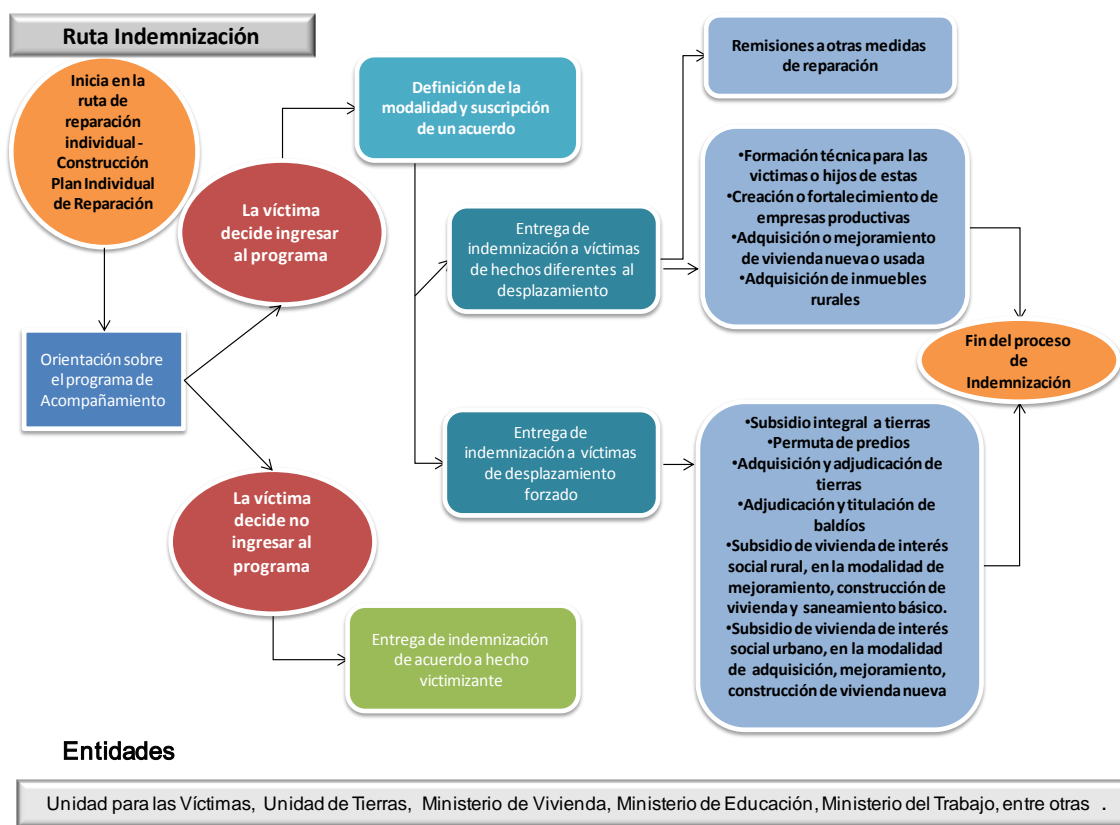 Ruta Indemnización
Inicia en la
ruta de
reparación
individual -
Construcción
Plan Individual
de Reparación
Orientación sobre
el programa de
Acompañamiento
La víctima
decide ingresar
al programa
La víctima
decide no
ingresar al
programa
Definición de la
modalidad y suscripción
de un acuerdo
Entrega de
indemnización a víctimas
de hechos diferentes al
desplazamiento
Entrega de
indemnización a víctimas
de desplazamiento
forzado
Entrega de indemnización
de acuerdo a hecho
victimizante
Remisiones a otras medidas
de reparación
•Formación técnica para las
victimas o hijos de estas
•Creación o fortalecimiento de
empresas productivas
•Adquisición o mejoramiento
de vivienda nueva o usada
•Adquisición de inmuebles
rurales
•Subsidio integral a tierras
•Permuta de predios
•Adquisición y adjudicación de
tierras
•Adjudicación y titulación de
baldíos
•Subsidio de vivienda de interés
social rural, en la modalidad de
mejoramiento, construcción de
vivienda y saneamiento básico.
•Subsidio de vivienda de interés
social urbano, en la modalidad
de adquisición, mejoramiento,
construcción de vivienda nueva
Fin del proceso
de
Indemnización
Entidades
Unidad para las Víctimas, Unidad de Tierras, Ministerio de Vivienda, Ministerio de Educación, Ministerio del Trabajo, entre otras .